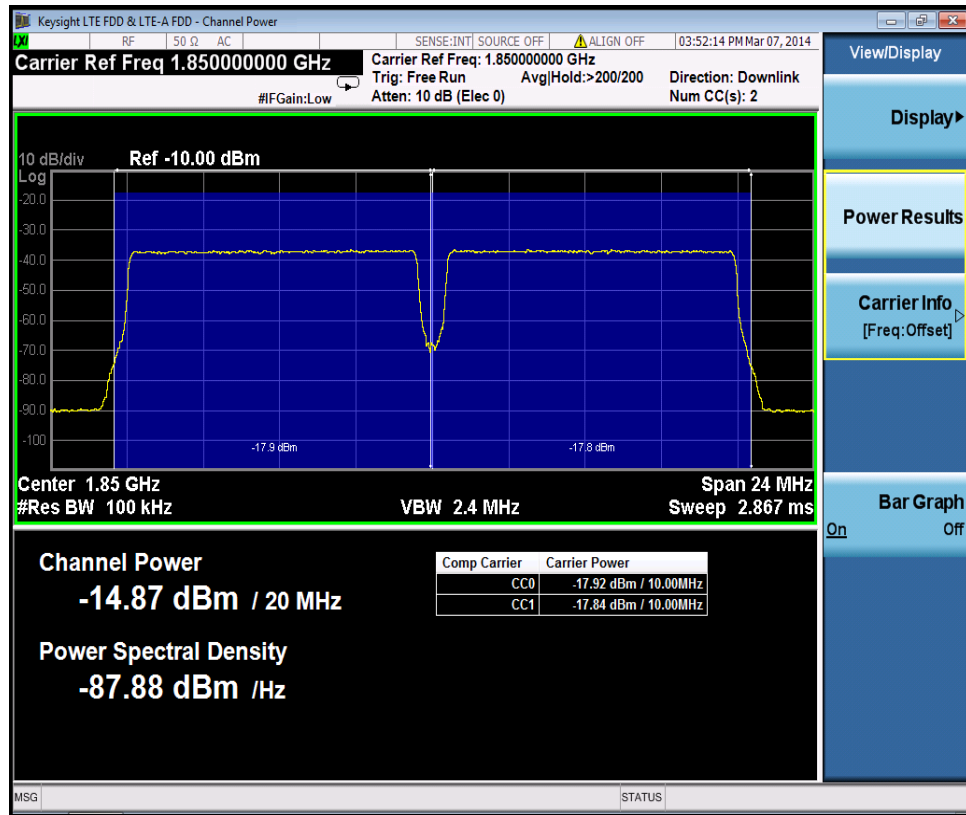 Keysight LTE FDD & LTE-A FDD - Channel Power
LXI RF 50 Ω AC SENSE:INT SOURCE OFF ALIGN OFF 03:52:14 PM Mar 07, 2014
Carrier Ref Freq 1.850000000 GHz
Carrier Ref Freq: 1.850000000 GHz
Trig: Free Run Avg|Hold:>200/200 Direction: Downlink
#IFGain:Low Atten: 10 dB (Elec 0) Num CC(s): 2
10 dB/div Ref -10.00 dBm
Log
-20.0
-30.0
-40.0
-50.0
-60.0
-70.0
-80.0
-90.0
-100
-17.9 dBm -17.8 dBm
Center 1.85 GHz Span 24 MHz
#Res BW 100 kHz VBW 2.4 MHz Sweep 2.867 ms
Channel Power
-14.87 dBm / 20 MHz
Power Spectral Density
-87.88 dBm /Hz
Comp Carrier Carrier Power
CC0 -17.92 dBm / 10.00MHz
CC1 -17.84 dBm / 10.00MHz
MSG STATUS
View/Display
Display
Power Results
Carrier Info
[Freq:Offset]
Bar Graph
On Off